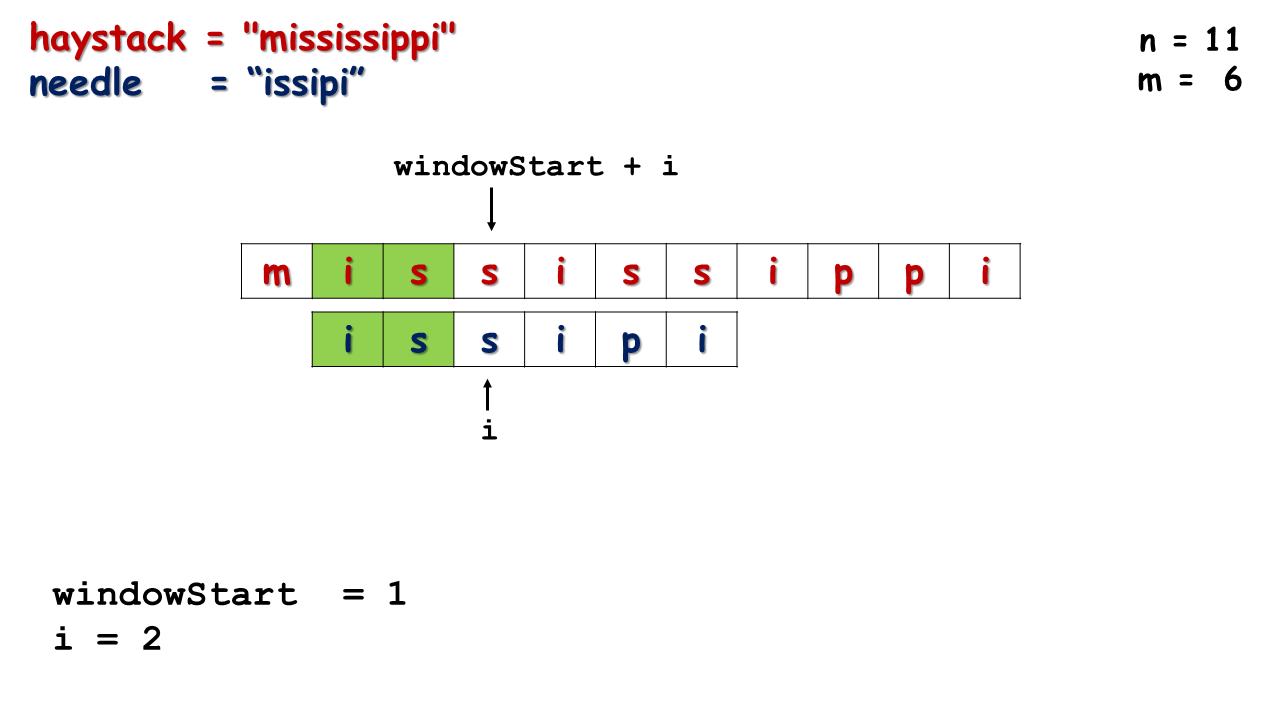 haystack = "mississippi"
needle = “issipi”
n = 11
m = 6
windowStart + i
m i s s i s s i p p i
i s s i p i
i
windowStart = 1
i = 2